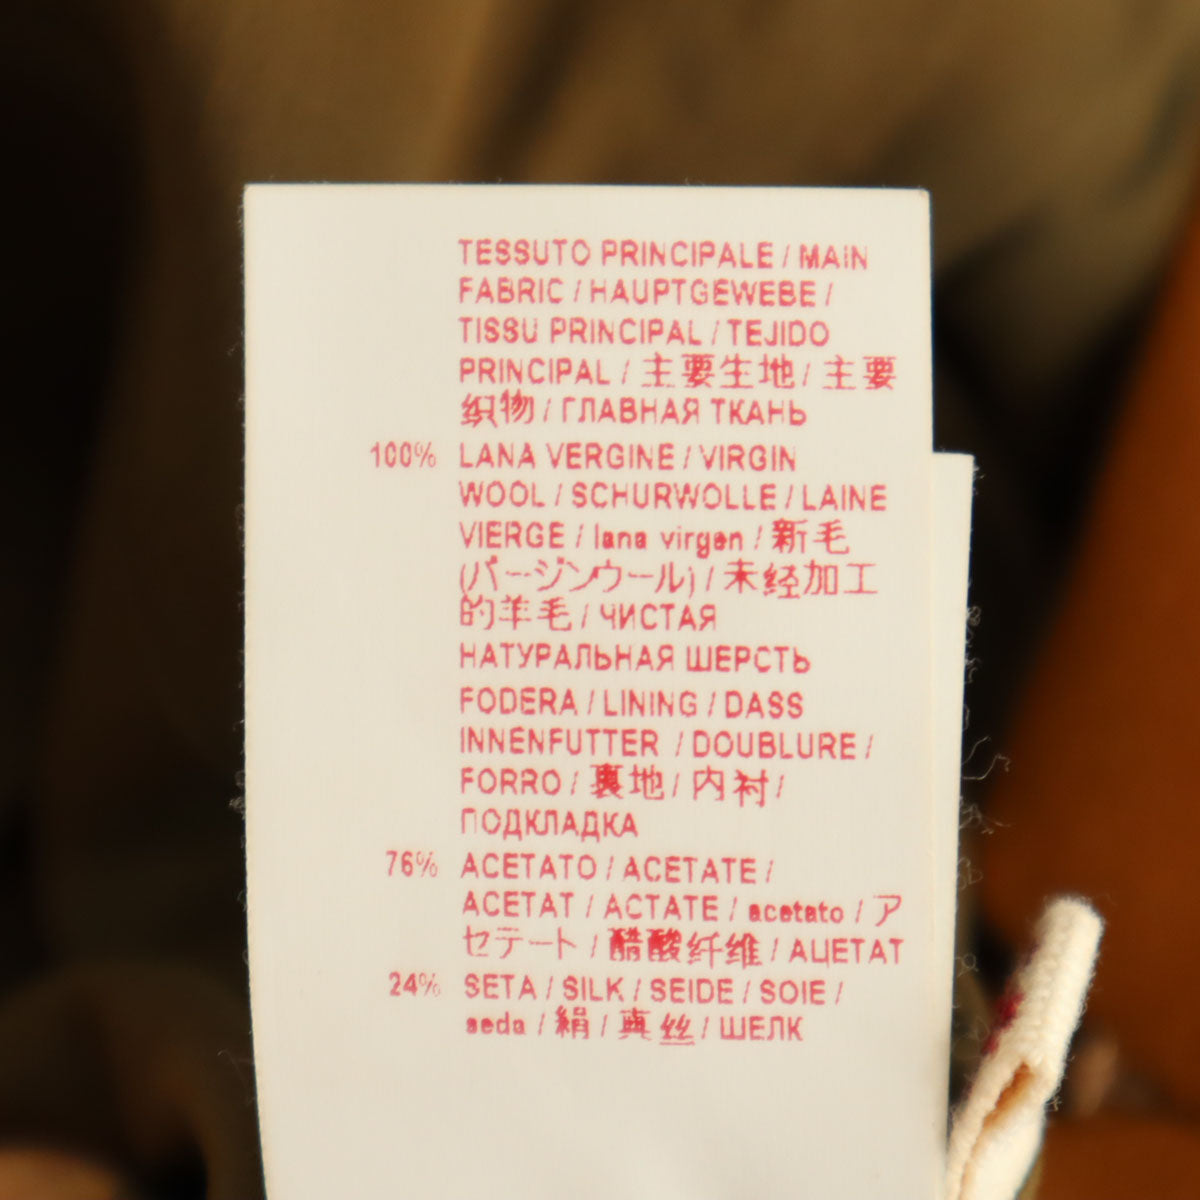 TESSUTO PRINCIPALE / MAIN
FABRIC / HAUPTGEWEBE /
TISSU PRINCIPAL / TEJIDO
PRINCIPAL / 主要生地 / 主要
织物 / ГЛАВНАЯ ТКАНЬ
100% LANA VERGINE / VIRGIN
WOOL / SCHURWOLLE / LAINE
VIERGE / lana virgen / 新毛
(バージンウール) / 未经加工
的羊毛 / ЧИСТАЯ
НАТУРАЛЬНАЯ ШЕРСТЬ
FODERA / LINING / DASS
INNENFUTTER / DOUBLURE /
FORRO / 裏地 / 内衬 /
ПОДКЛАДКА
76% ACETATO / ACETATE /
ACETAT / ACTATE / acetato / ア
セテート / 醋酸纤维 / АЦЕТАТ
24% SETA / SILK / SEIDE / SOIE /
seda / 絹 / 真丝 / ШЕЛК